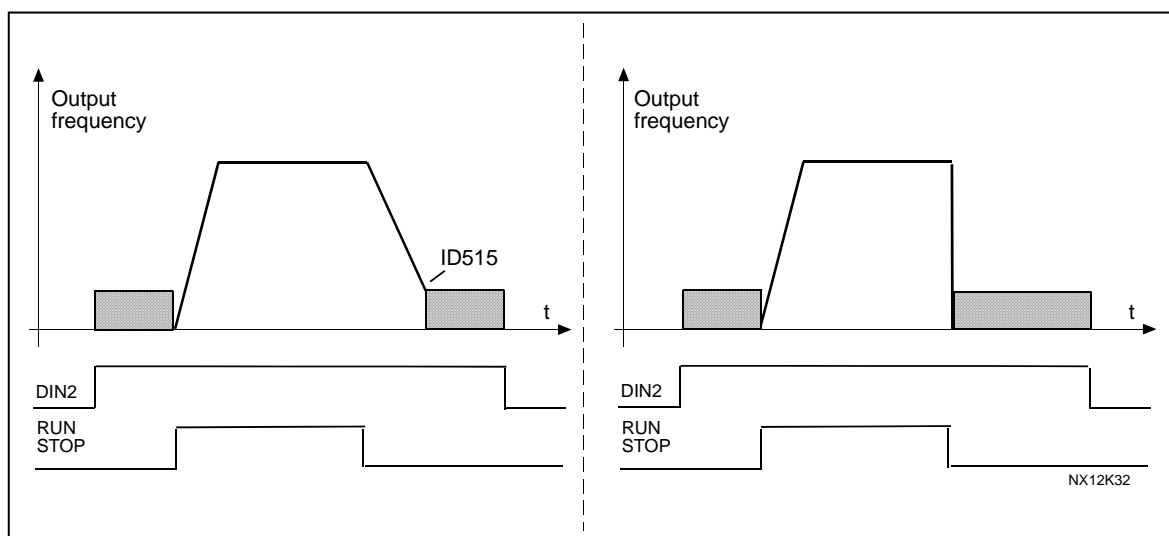 Output
frequency
ID515
t
DIN2
RUN
STOP
Output
frequency
t
DIN2
RUN
STOP
NX12K32